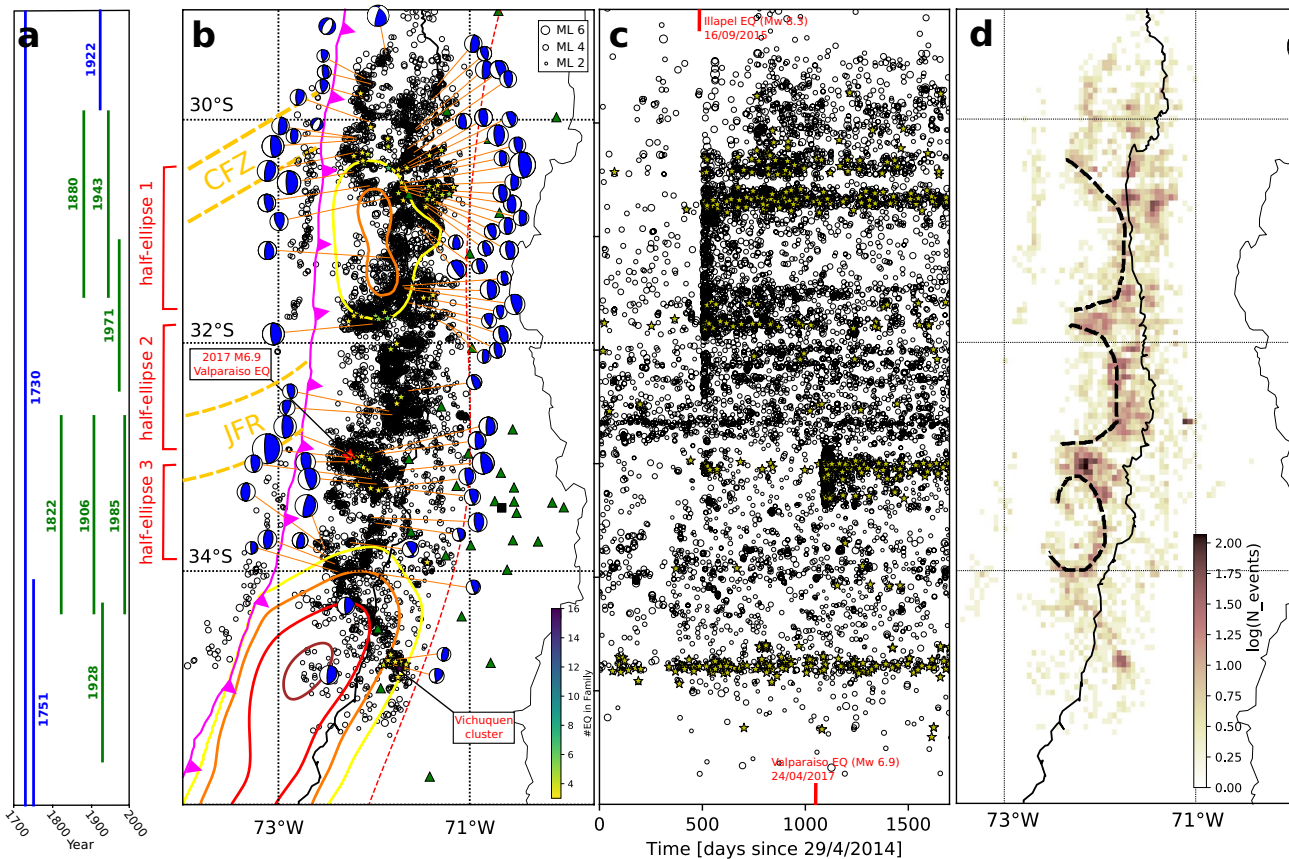 a
1922
1880
1943
1971
1730
1822
1906
1985
1928
1751
1700
1800
1900
2000
Year
half-ellipse 1
half-ellipse 2
half-ellipse 3
b
ML 6
ML 4
ML 2
30°S
CFZ
32°S
2017 M6.9
Valparaiso EQ
JFR
34°S
Vichuquen
cluster
16
14
12
10
8
6
4
#EQ in Family
73°W
71°W
c
Illapel EQ (Mw 8.3)
16/09/2015
Valparaiso EQ (Mw 6.9)
24/04/2017
0
500
1000
1500
Time [days since 29/4/2014]
d
2.00
1.75
1.50
1.25
1.00
0.75
0.50
0.25
0.00
log(N_events)
73°W
71°W